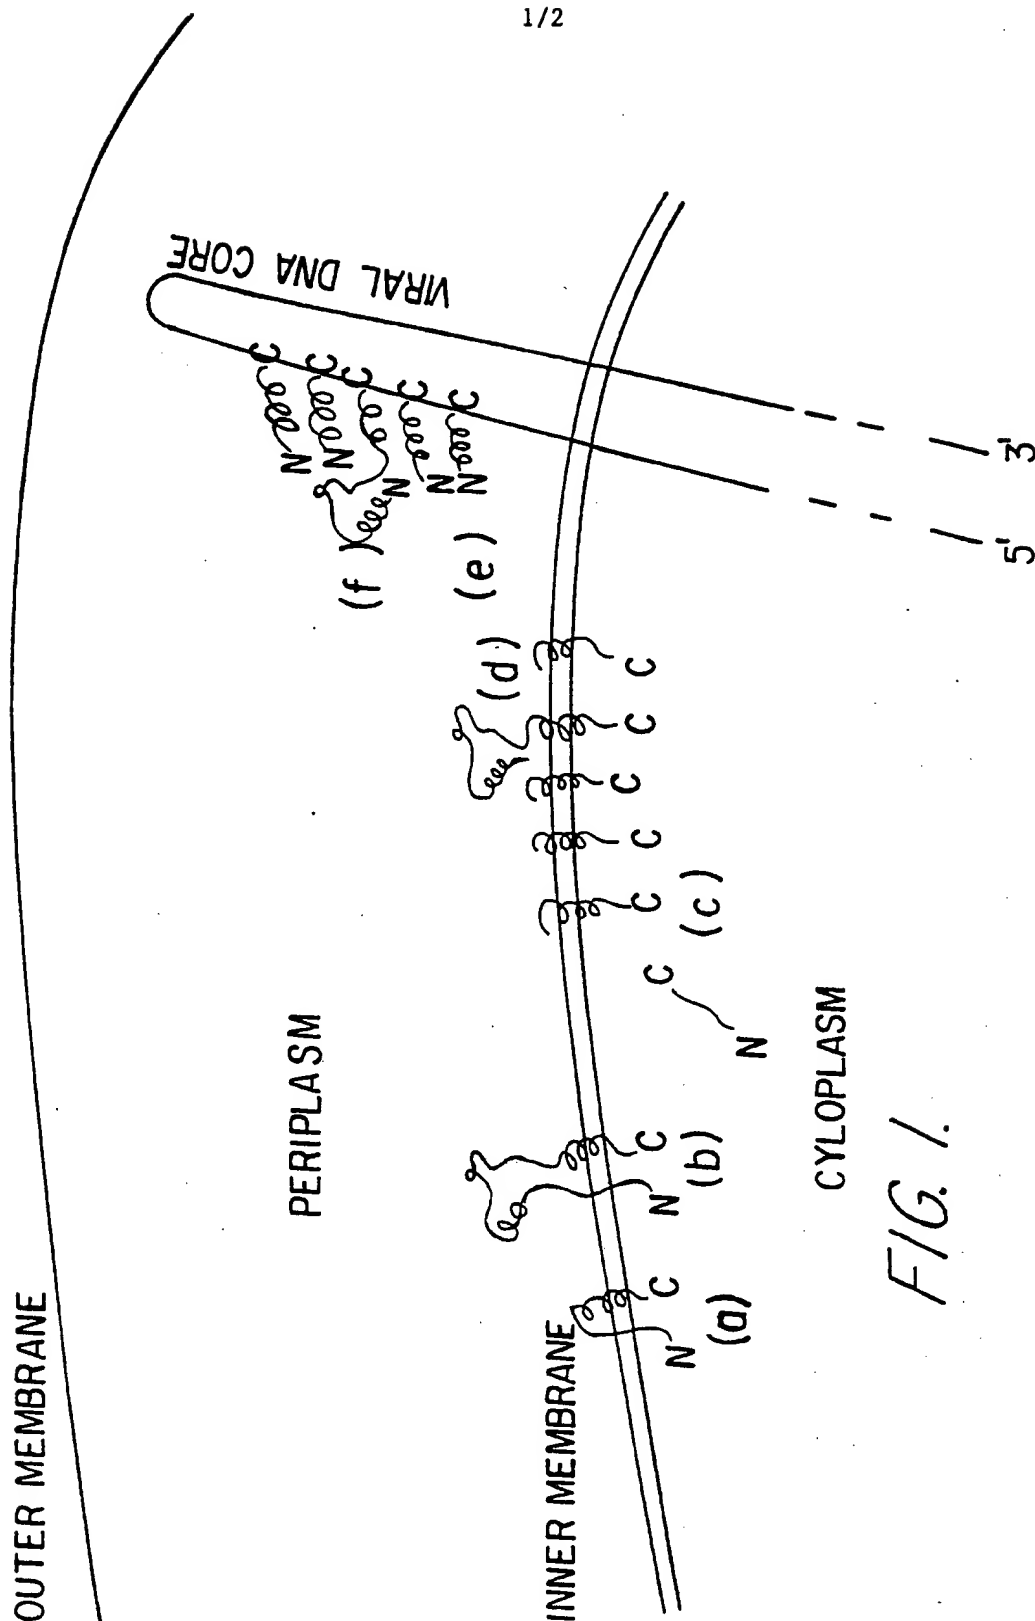 1/2
OUTER MEMBRANE
PERIPLASM
INNER MEMBRANE
VIRAL DNA CORE
C
N
C
N
C
N
C
N
C
N
(f)
(e)
(d)
N
C
(a)
N
C
(b)
N
C
C
(c)
C
C
C
C
5'
3'
CYLOPLASM
FIG. 1.